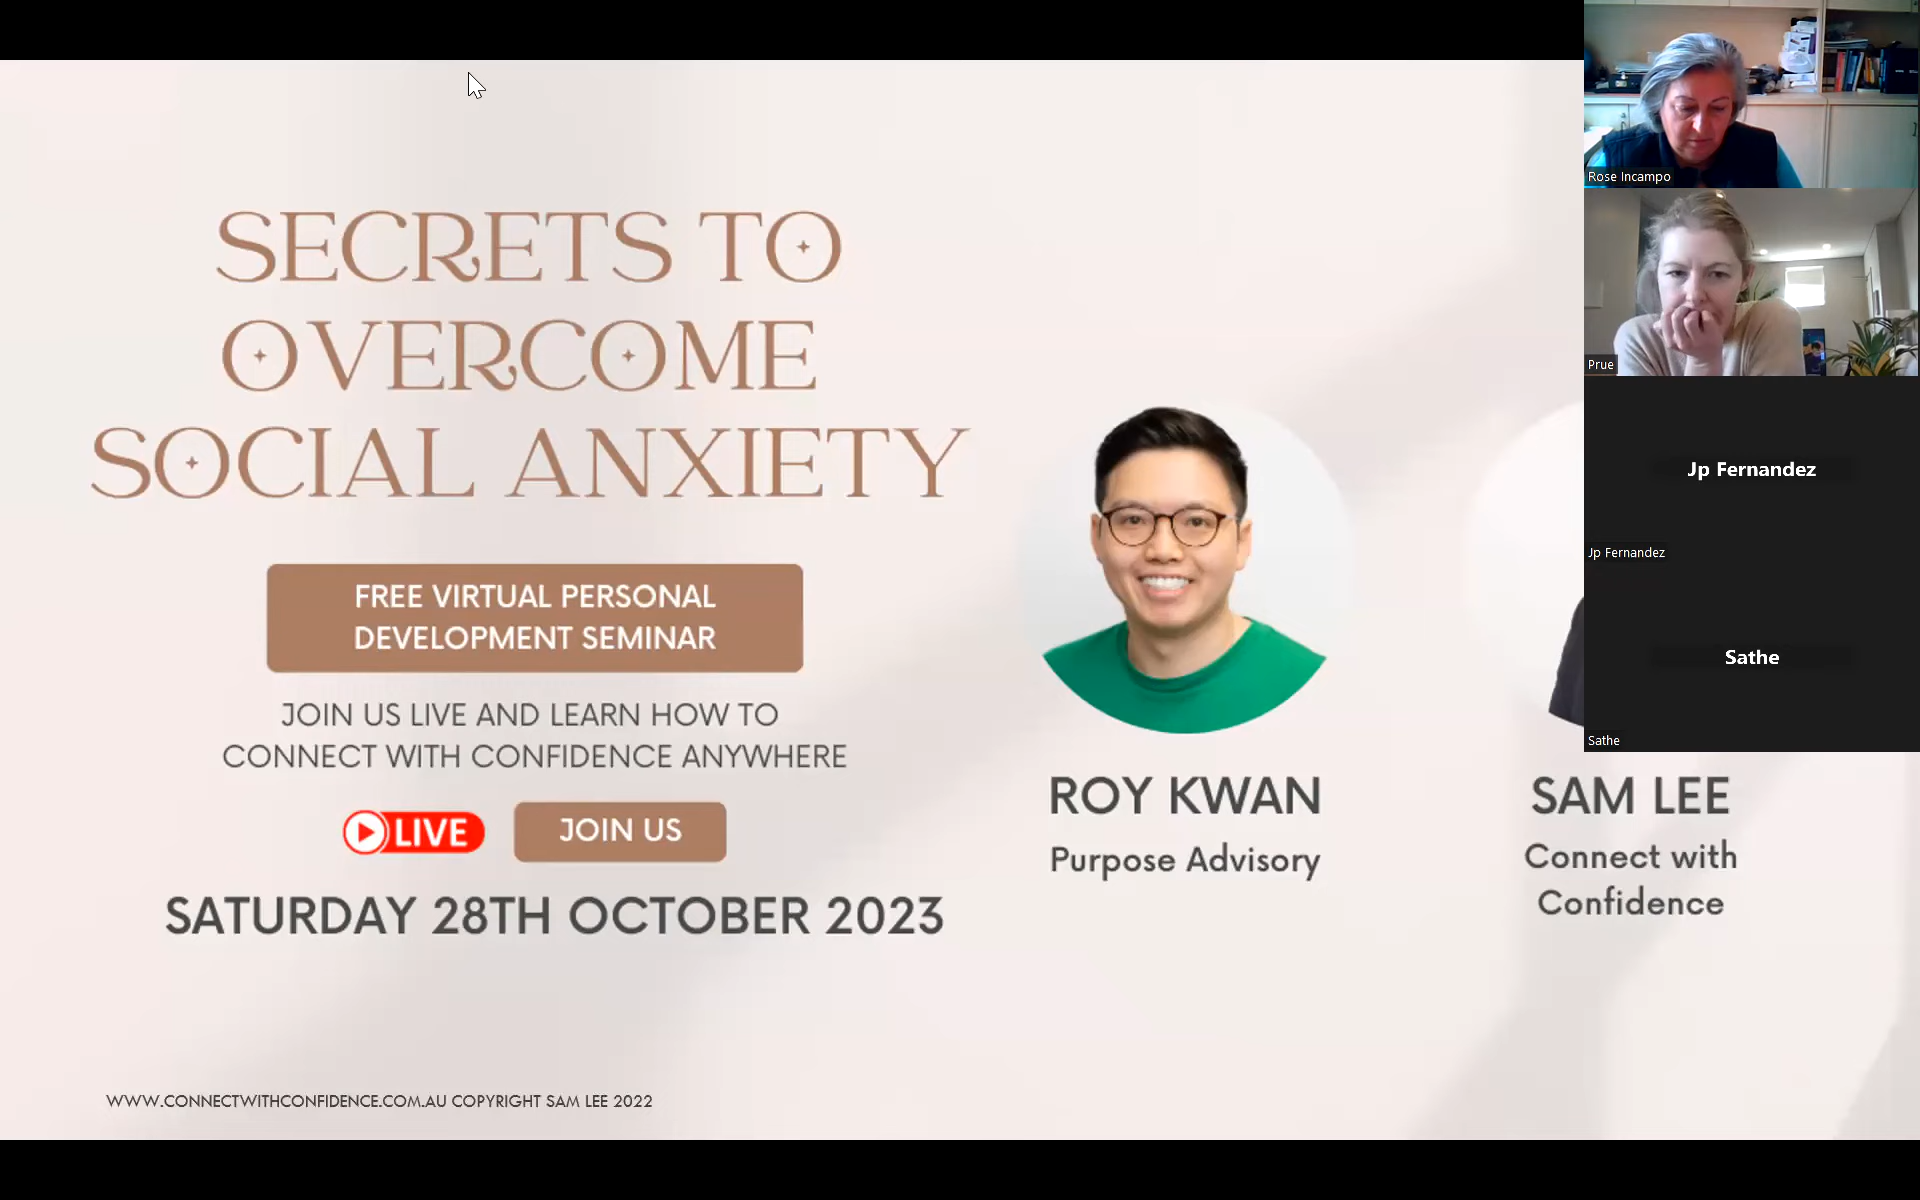 SECRETS TO
OVERCOME
SOCIAL ANXIETY
FREE VIRTUAL PERSONAL
DEVELOPMENT SEMINAR
JOIN US LIVE AND LEARN HOW TO
CONNECT WITH CONFIDENCE ANYWHERE
LIVE
JOIN US
SATURDAY 28TH OCTOBER 2023
WWW.CONNECTWITHCONFIDENCE.COM.AU COPYRIGHT SAM LEE 2022
ROY KWAN
Purpose Advisory
SAM LEE
Connect with
Confidence
Rose Incampo
Prue
Jp Fernandez
Jp Fernandez
Sathe
Sathe